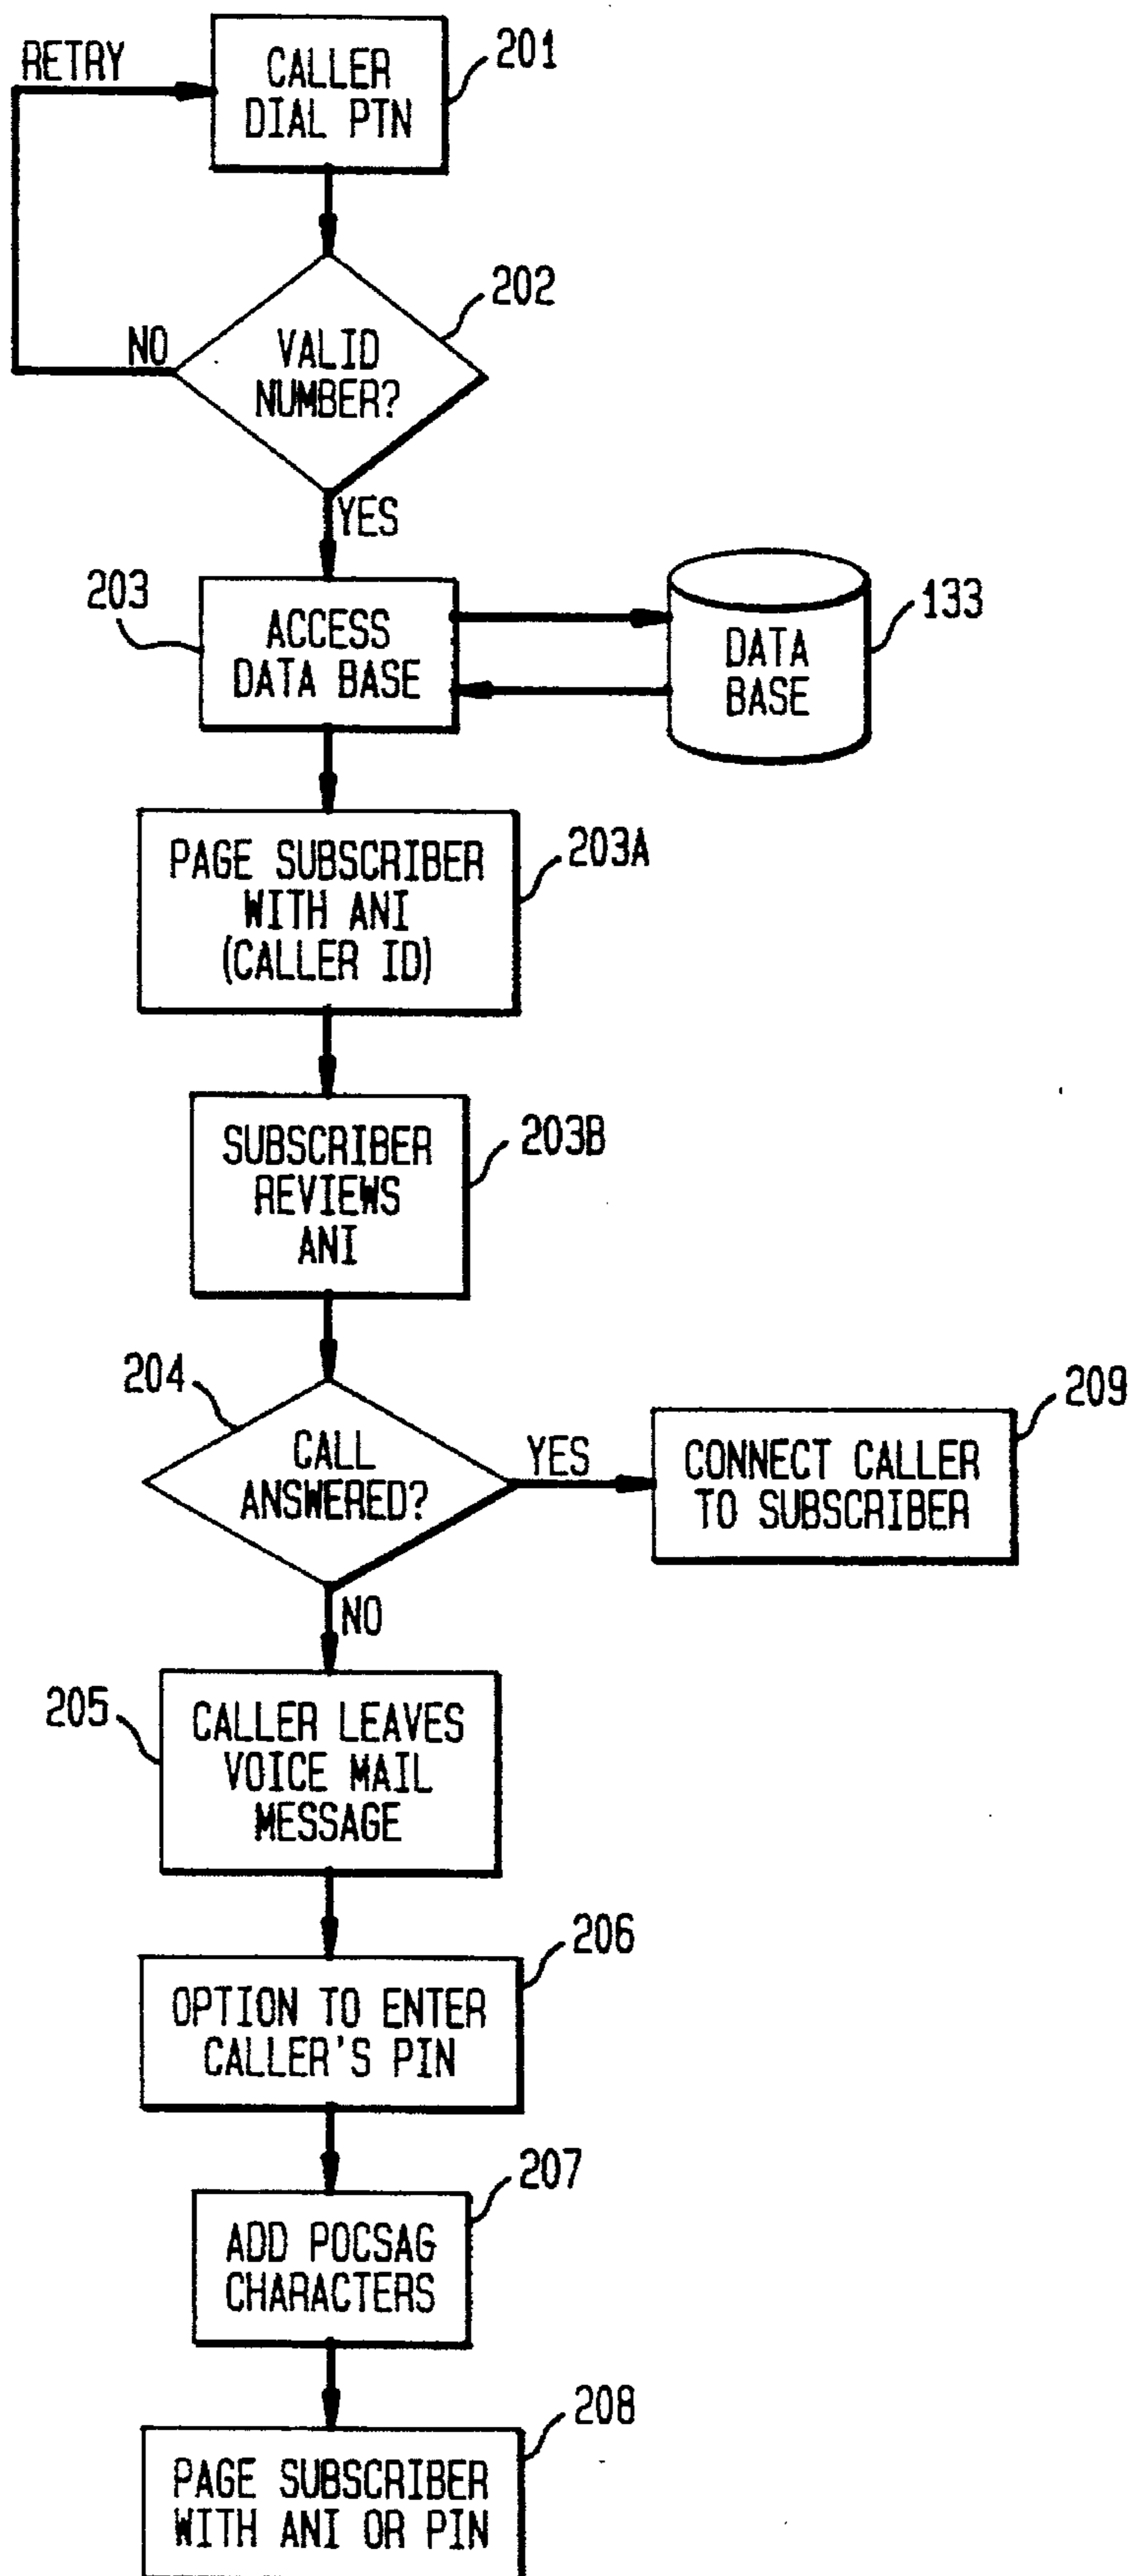 RETRY
CALLER
DIAL PTN
201
202
NO
VALID
NUMBER?
YES
203
ACCESS
DATA BASE
DATA
BASE
133
PAGE SUBSCRIBER
WITH ANI
(CALLER ID)
203A
SUBSCRIBER
REVIEWS
ANI
203B
204
CALL
ANSWERED?
YES
CONNECT CALLER
TO SUBSCRIBER
209
NO
205
CALLER LEAVES
VOICE MAIL
MESSAGE
206
OPTION TO ENTER
CALLER'S PIN
207
ADD POCSAG
CHARACTERS
208
PAGE SUBSCRIBER
WITH ANI OR PIN